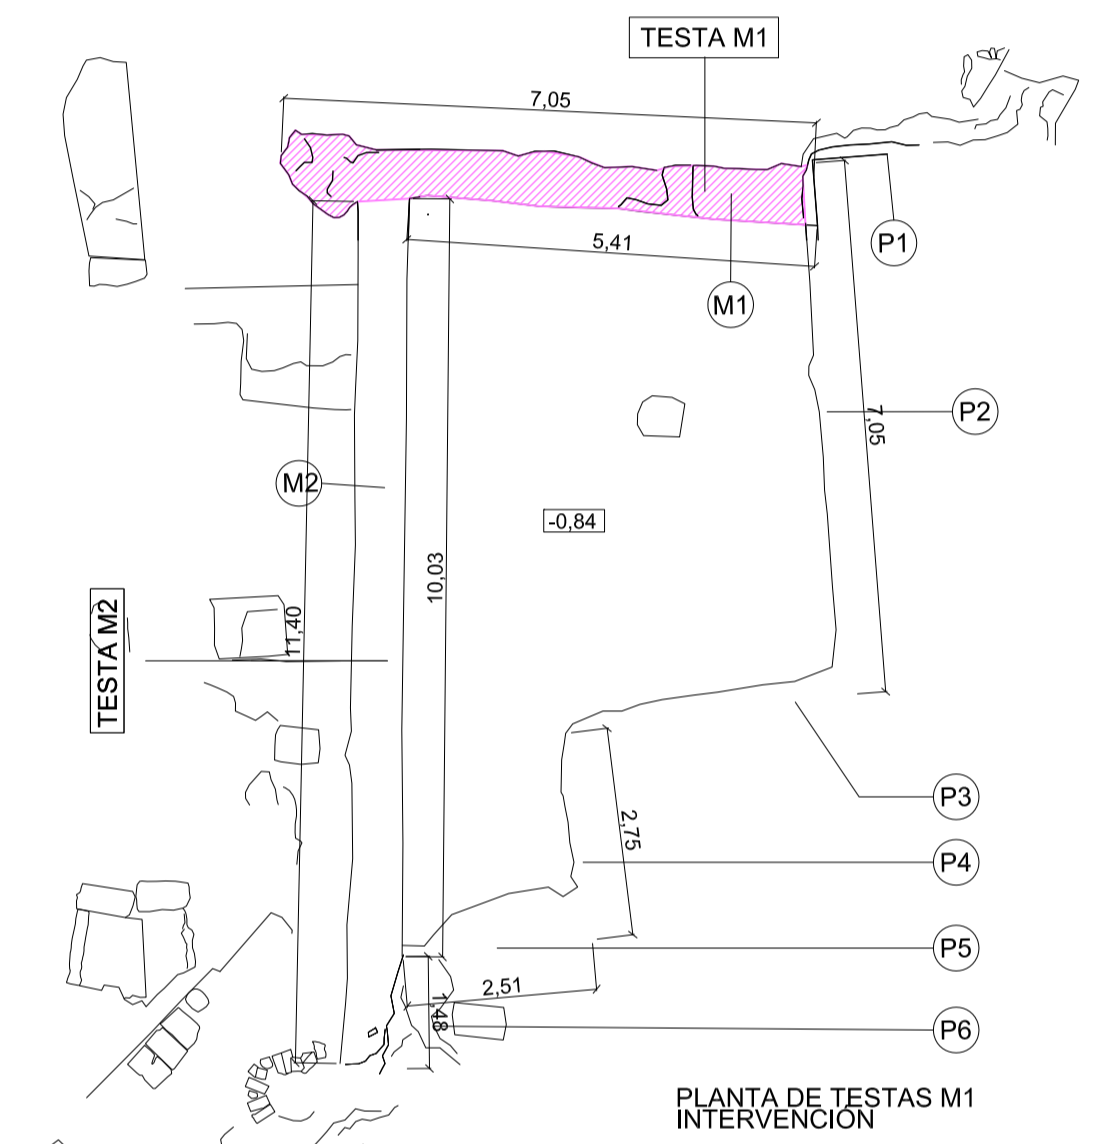 TESTA M1
7,05
5,41
P1
M1
P2
7,05
M2
-0,84
10,03
11,40
TESTA M2
P3
2,75
P4
P5
2,51
1,48
P6
PLANTA DE TESTAS M1
INTERVENCIÓN